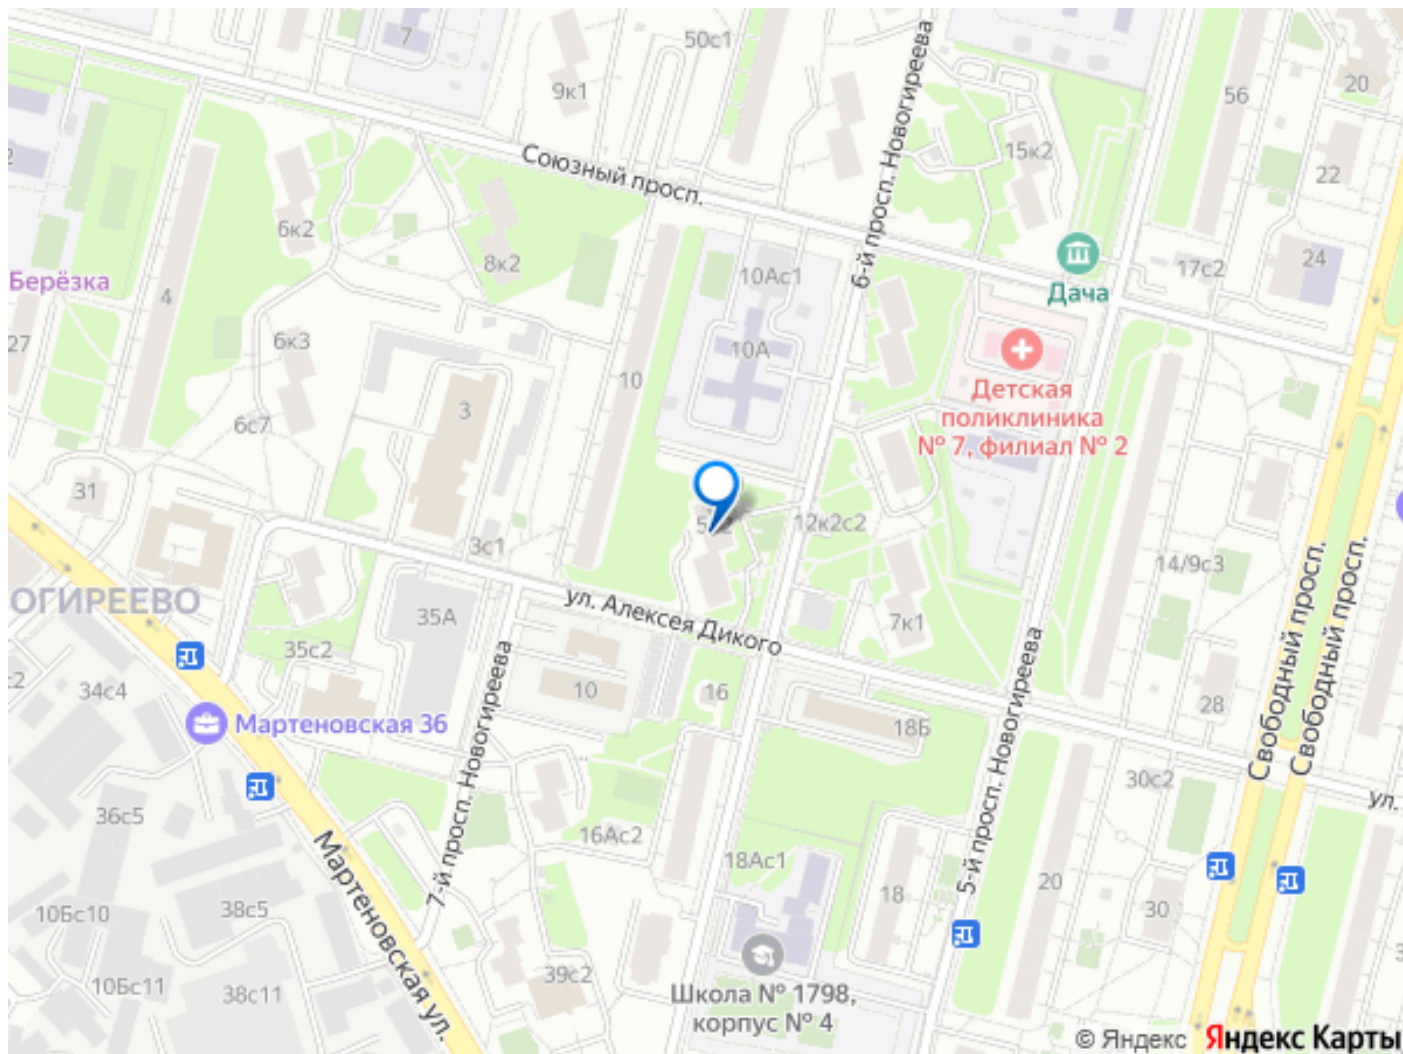 7
50с1
9к1
56
20
15к2
22
Союзный просп.
6-й просп. Новогиреева
6к2
8к2
10Ас1
17с2
24
Дача
Берёзка
4
27
6к3
10А
10
3
6с7
Детская
поликлиника
№ 7, филиал № 2
31
3с1
12к2с2
14/9с3
ОГИРЕЕВО
35А
ул. Алексея Дикого
7к1
35с2
34с4
10
16
28
18Б
Мартеновская 36
7-й просп. Новогиреева
5-й просп. Новогиреева
Свободный просп.
Свободный просп.
30с2
ул.
36с5
16Ас2
18Ас1
Мартеновская ул.
10Бс10
38с5
18
20
30
10Бс11
38с11
39с2
Школа № 1798,
корпус № 4
© Яндекс Яндекс Карты